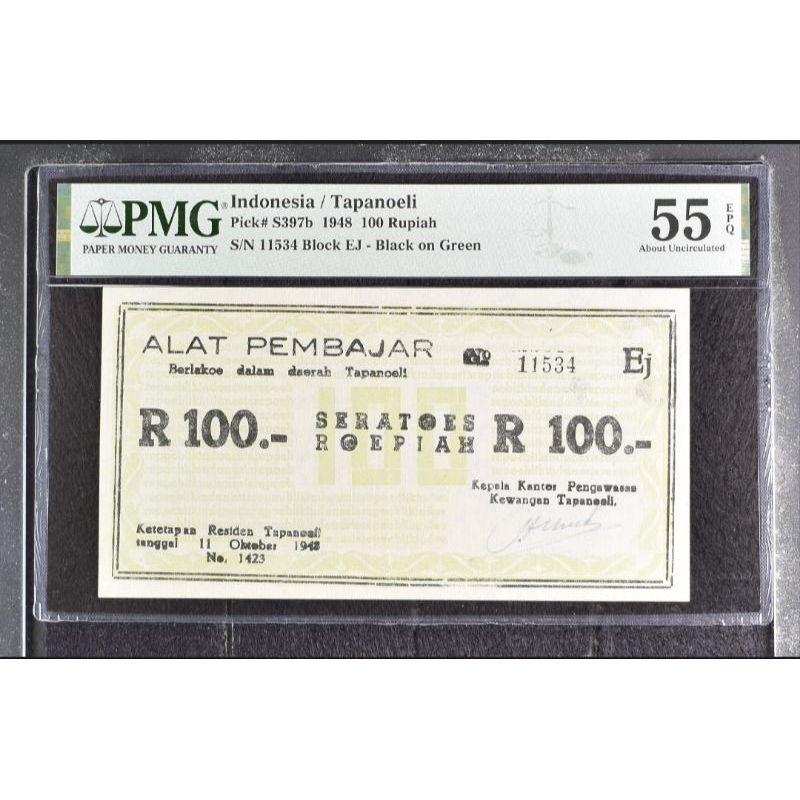 PMG®
PAPER MONEY GUARANTY
Indonesia / Tapanoeli
Pick# S397b 1948 100 Rupiah
S/N 11534 Block EJ - Black on Green
55
EPQ
About Uncirculated
ALAT PEMBAJAR
No 11534 Ej
Berlakoe dalam daerah Tapanoeli
100
R 100.- SERATOES R 100.-
ROEPIAH
Kepala Kantor Pengawasan
Kewangan Tapanoeli.
Ketetapan Residen Tapanoeli
tanggal 11 Oktober 1948
No. 1423